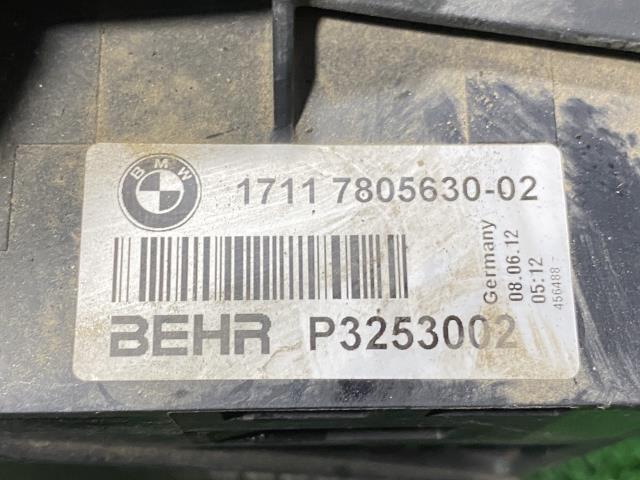 BMW
1711 7805630-02
BEHR P3253002
Germany
08.06.12
05:12
456488